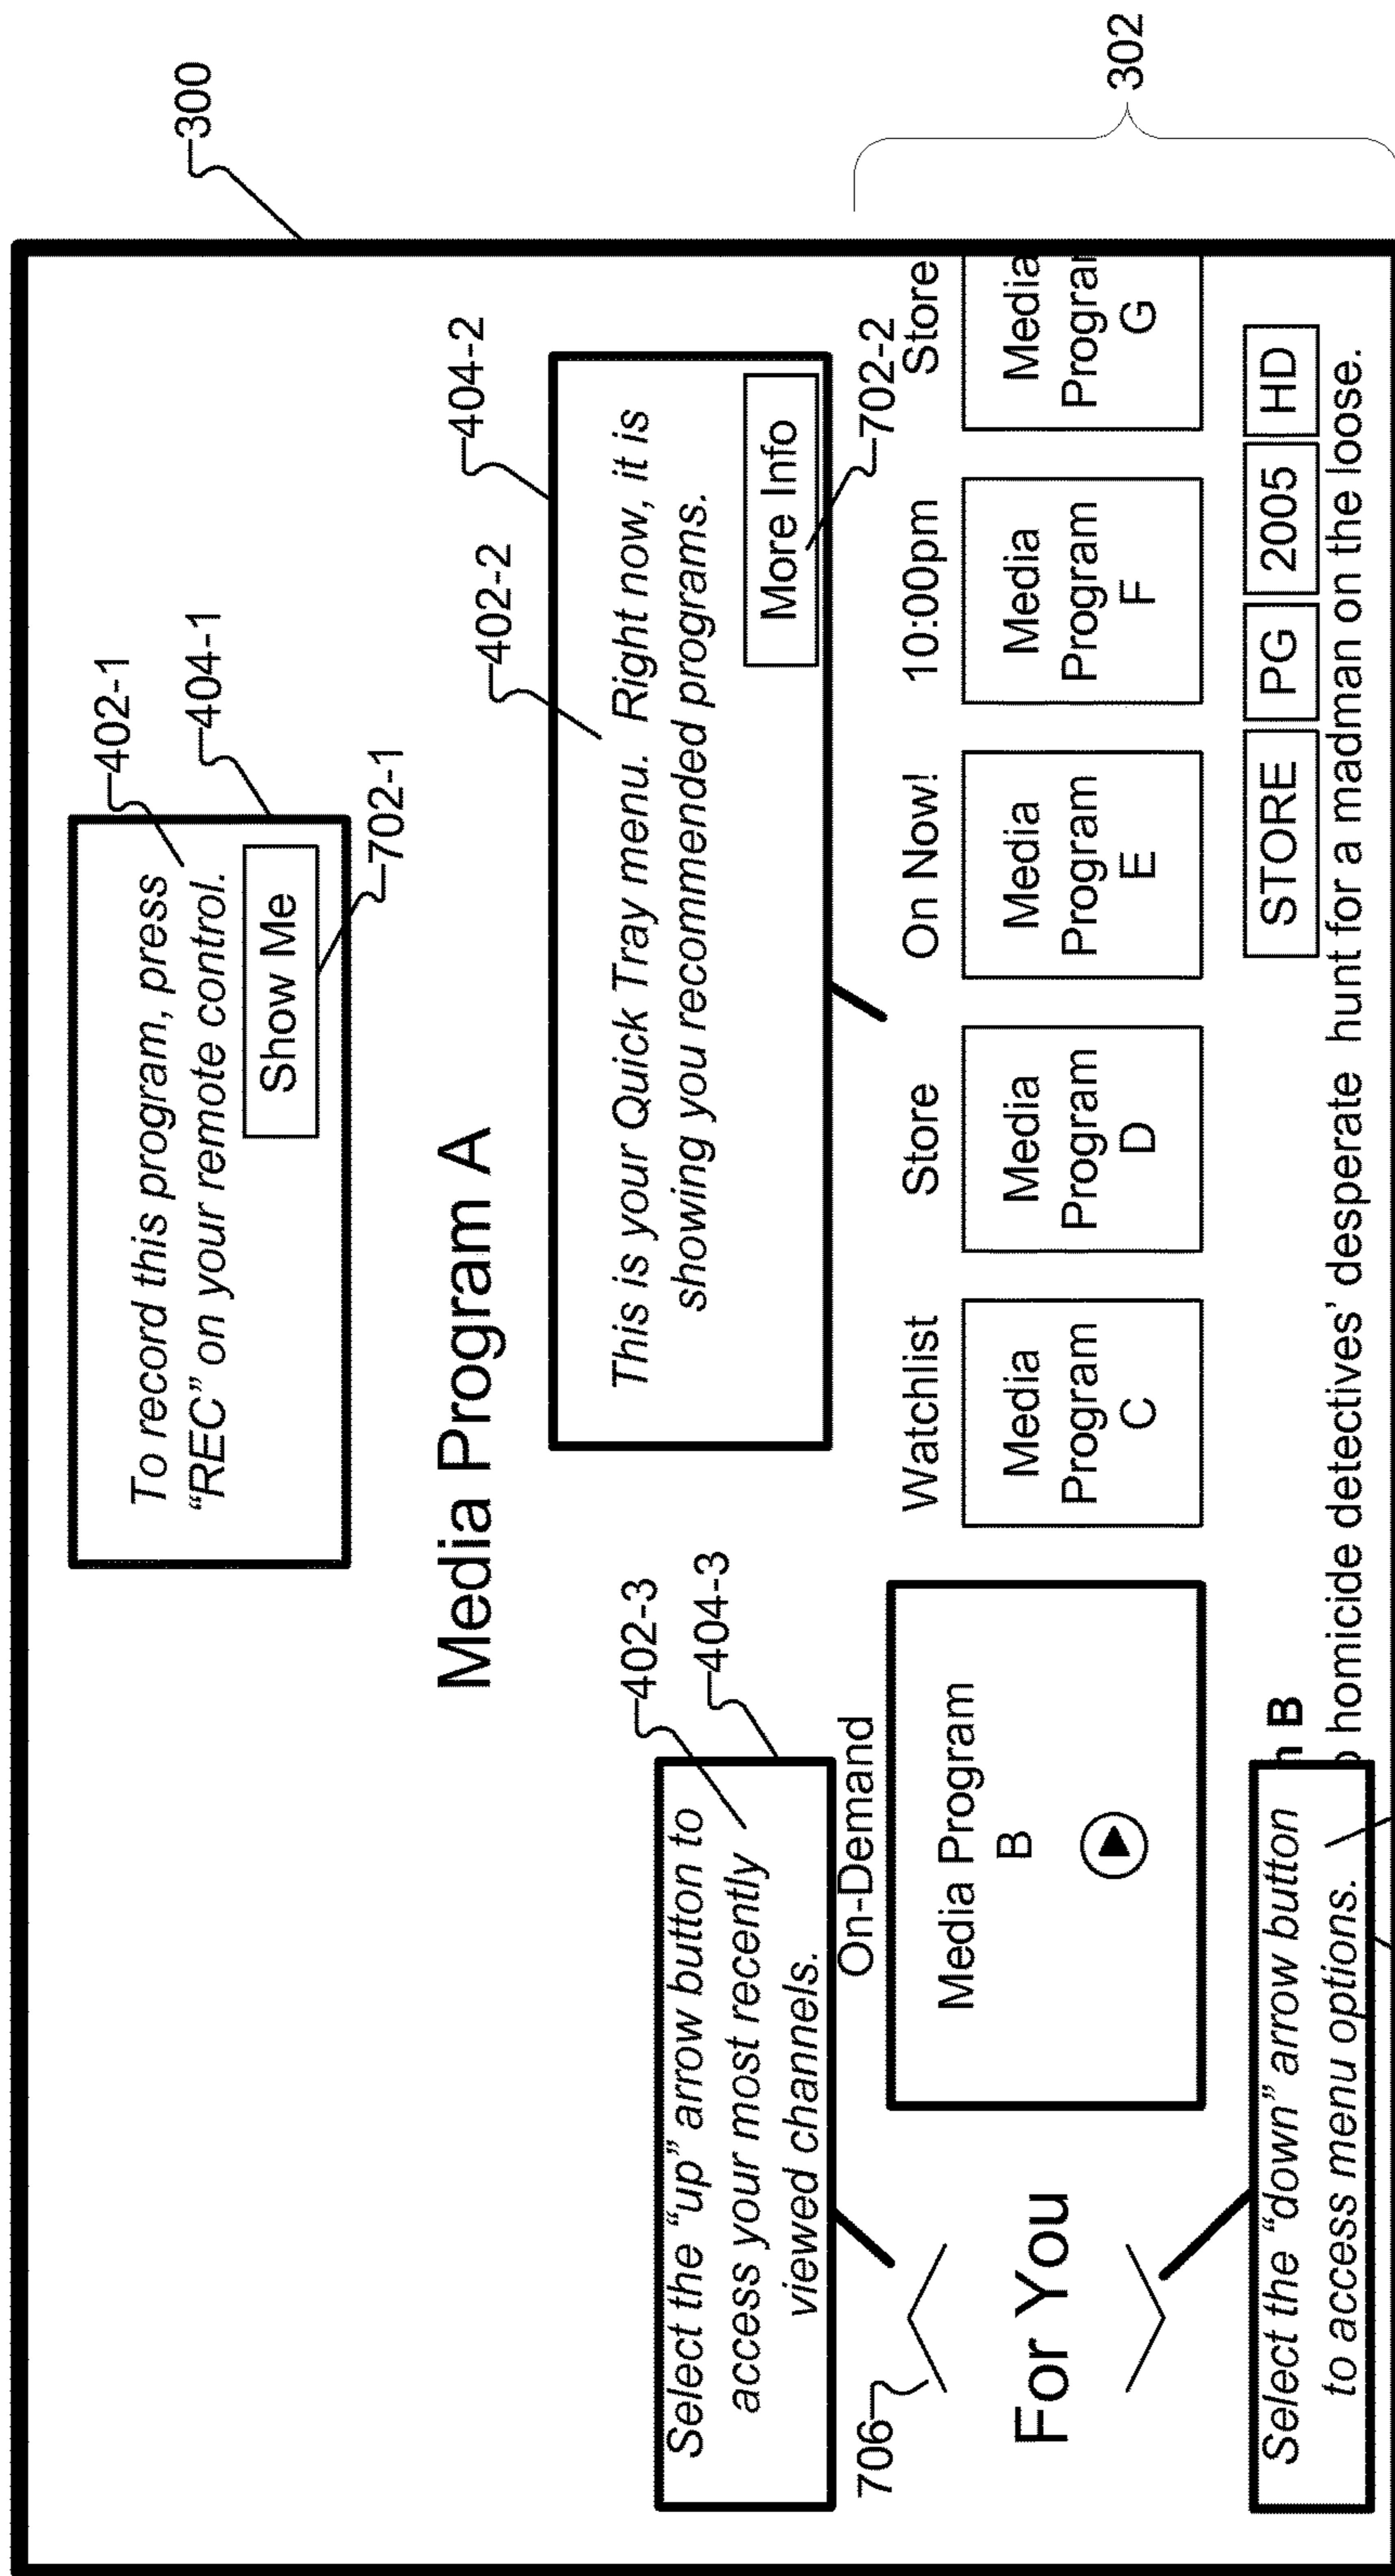 300
402-1
404-1
To record this program, press
“REC” on your remote control.
Show Me
702-1
Media Program A
404-2
402-2
This is your Quick Tray menu. Right now, it is
showing you recommended programs.
More Info
702-2
402-3
404-3
Select the “up” arrow button to
access your most recently
viewed channels.
On-Demand
Watchlist
Store
On Now!
10:00pm
Store
706
For You
Media Program
B
Media
Program
C
Media
Program
D
Media
Program
E
Media
Program
F
Media
Program
G
302
Select the “down” arrow button
to access menu options.
B
STORE PG 2005 HD
homicide detectives’ desperate hunt for a madman on the loose.